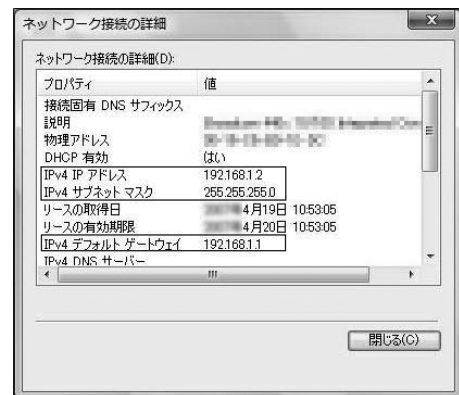 ネットワーク接続の詳細
ネットワーク接続の詳細(D):
プロパティ 値
接続固有 DNS サフィックス
説明
物理アドレス
DHCP 有効 はい
IPv4 IP アドレス 192.168.1.2
IPv4 サブネット マスク 255.255.255.0
リースの取得日 4月19日 10:53:05
リースの有効期限 4月20日 10:53:05
IPv4 デフォルト ゲートウェイ 192.168.1.1
IPv4 DNS サーバー
閉じる(C)